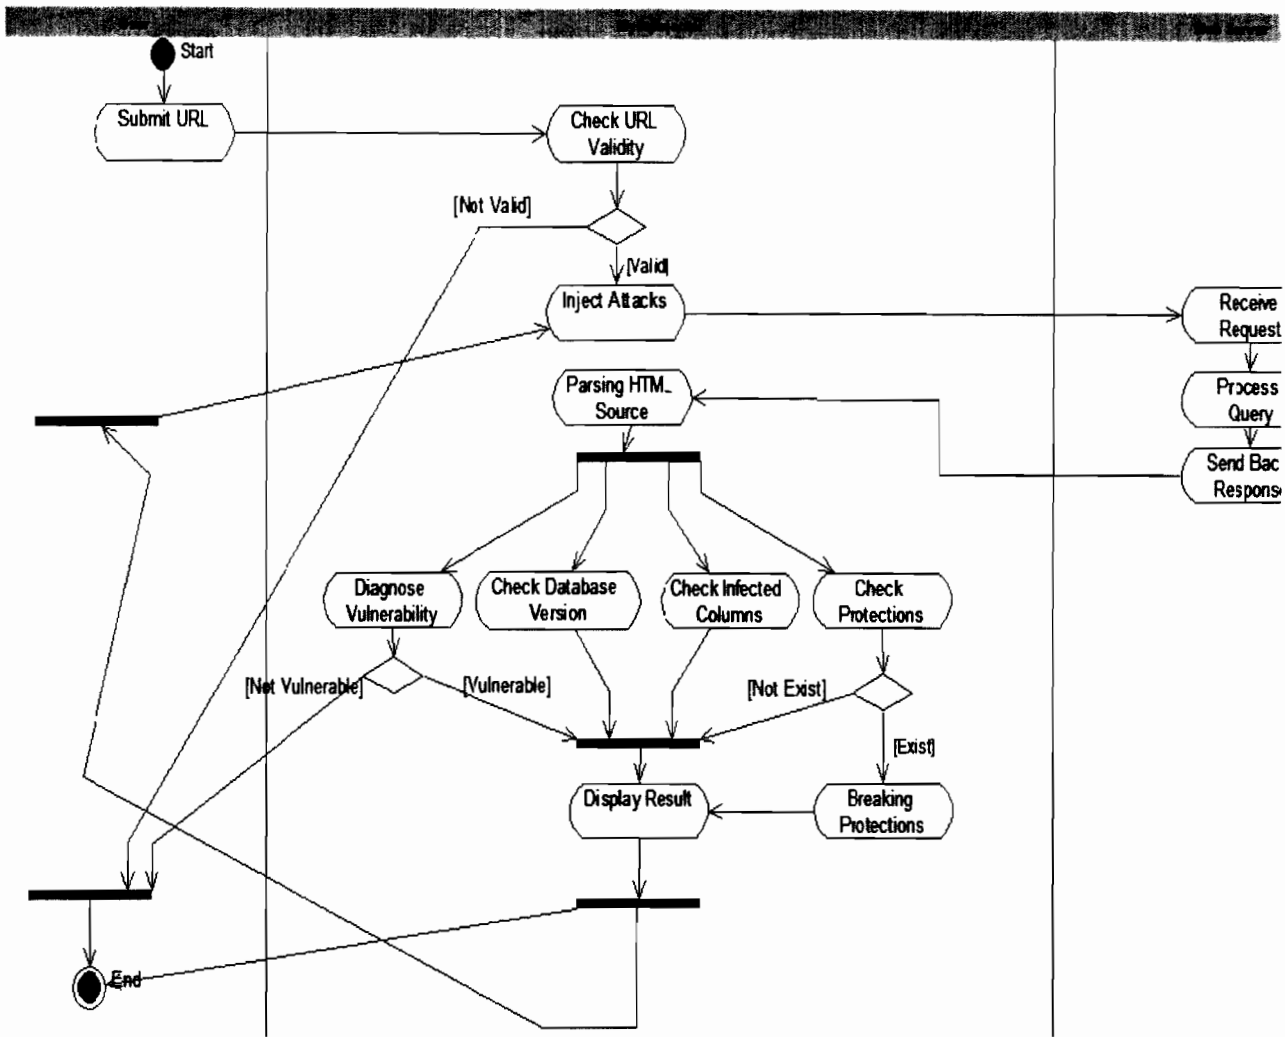 Start
Submit URL
Check URL
Validity
[Not Valid]
[Valid]
Inject Attacks
Receive
Request
Parsing HTML
Source
Process
Query
Send Bac
Respons
Diagnose
Vulnerability
Check Database
Version
Check Infected
Columns
Check
Protections
[Not Vulnerable]
[Vulnerable]
[Not Exist]
[Exist]
Display Result
Breaking
Protections
End